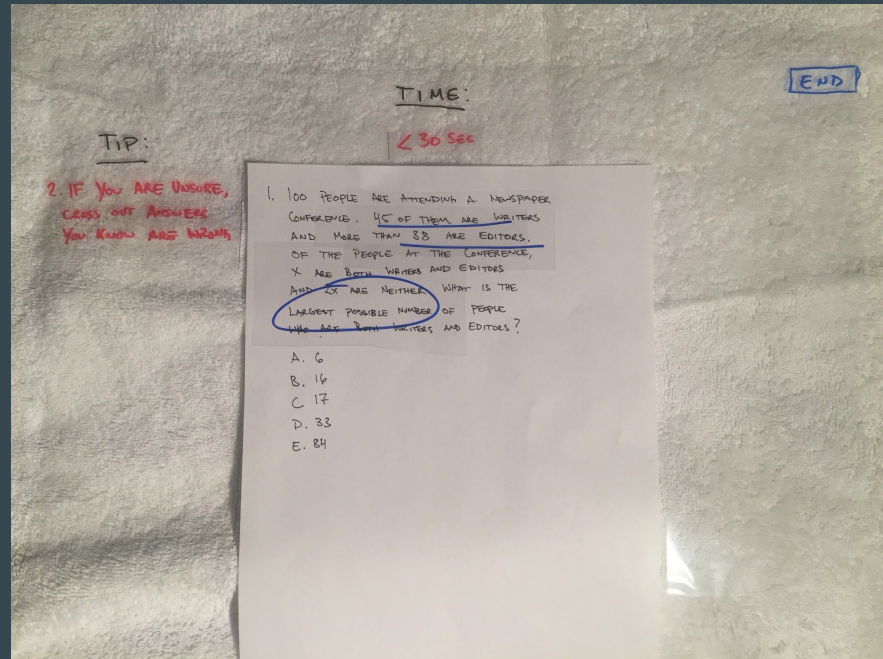 END
TIME:
< 30 SEC
TIP:
2. IF YOU ARE UNSURE,
CROSS OUT ANSWERS
YOU KNOW ARE WRONG
1. 100 PEOPLE ARE ATTENDING A NEWSPAPER
CONFERENCE. 45 OF THEM ARE WRITERS
AND MORE THAN 38 ARE EDITORS.
OF THE PEOPLE AT THE CONFERENCE,
X ARE BOTH WRITERS AND EDITORS
AND 2X ARE NEITHER. WHAT IS THE
LARGEST POSSIBLE NUMBER OF PEOPLE
WHO ARE BOTH WRITERS AND EDITORS?
A. 6
B. 16
C 17
D. 33
E. 84